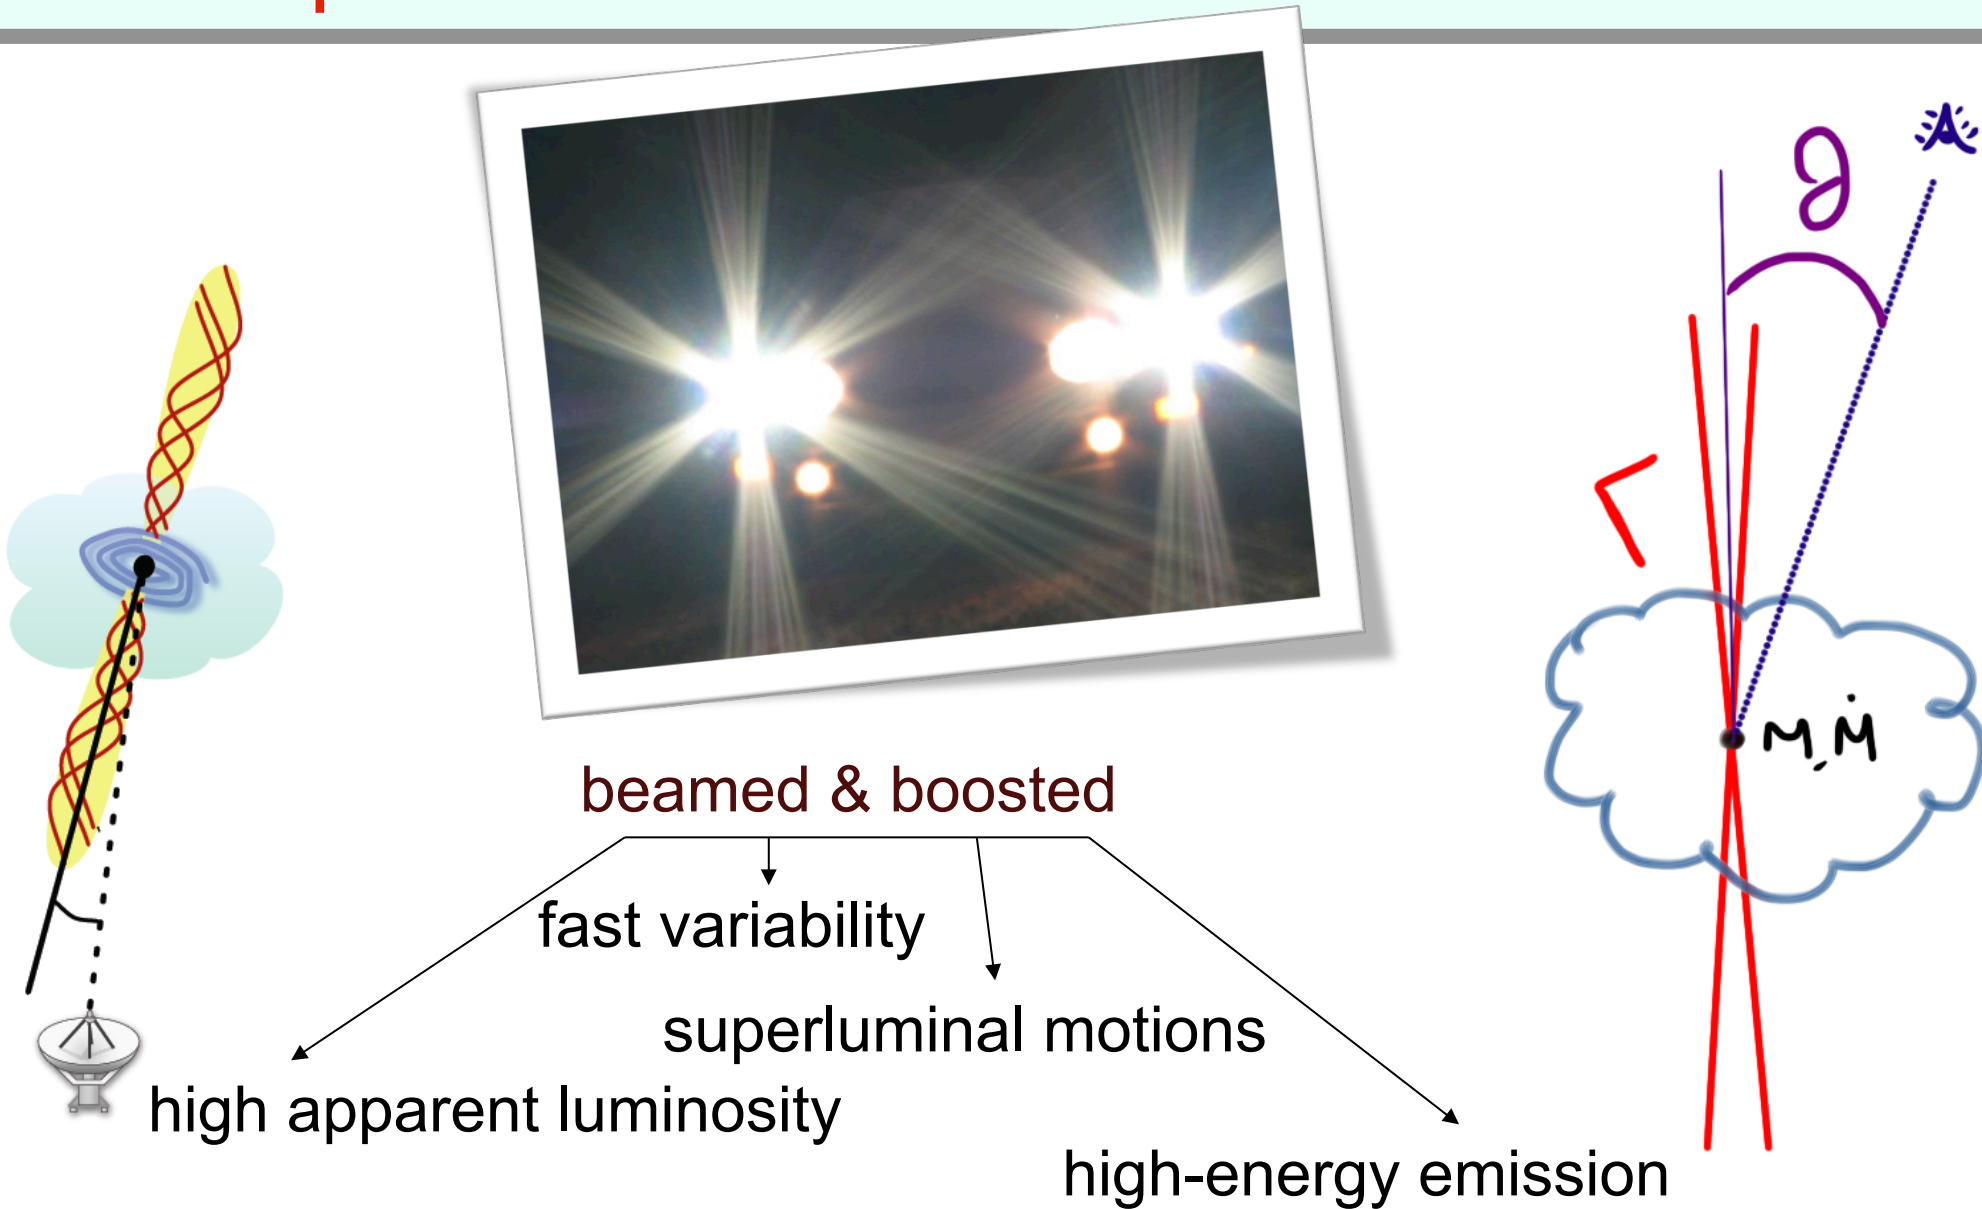 beamed & boosted
fast variability
superluminal motions
high apparent luminosity
high-energy emission
ϑ
Γ
M, Ṁ